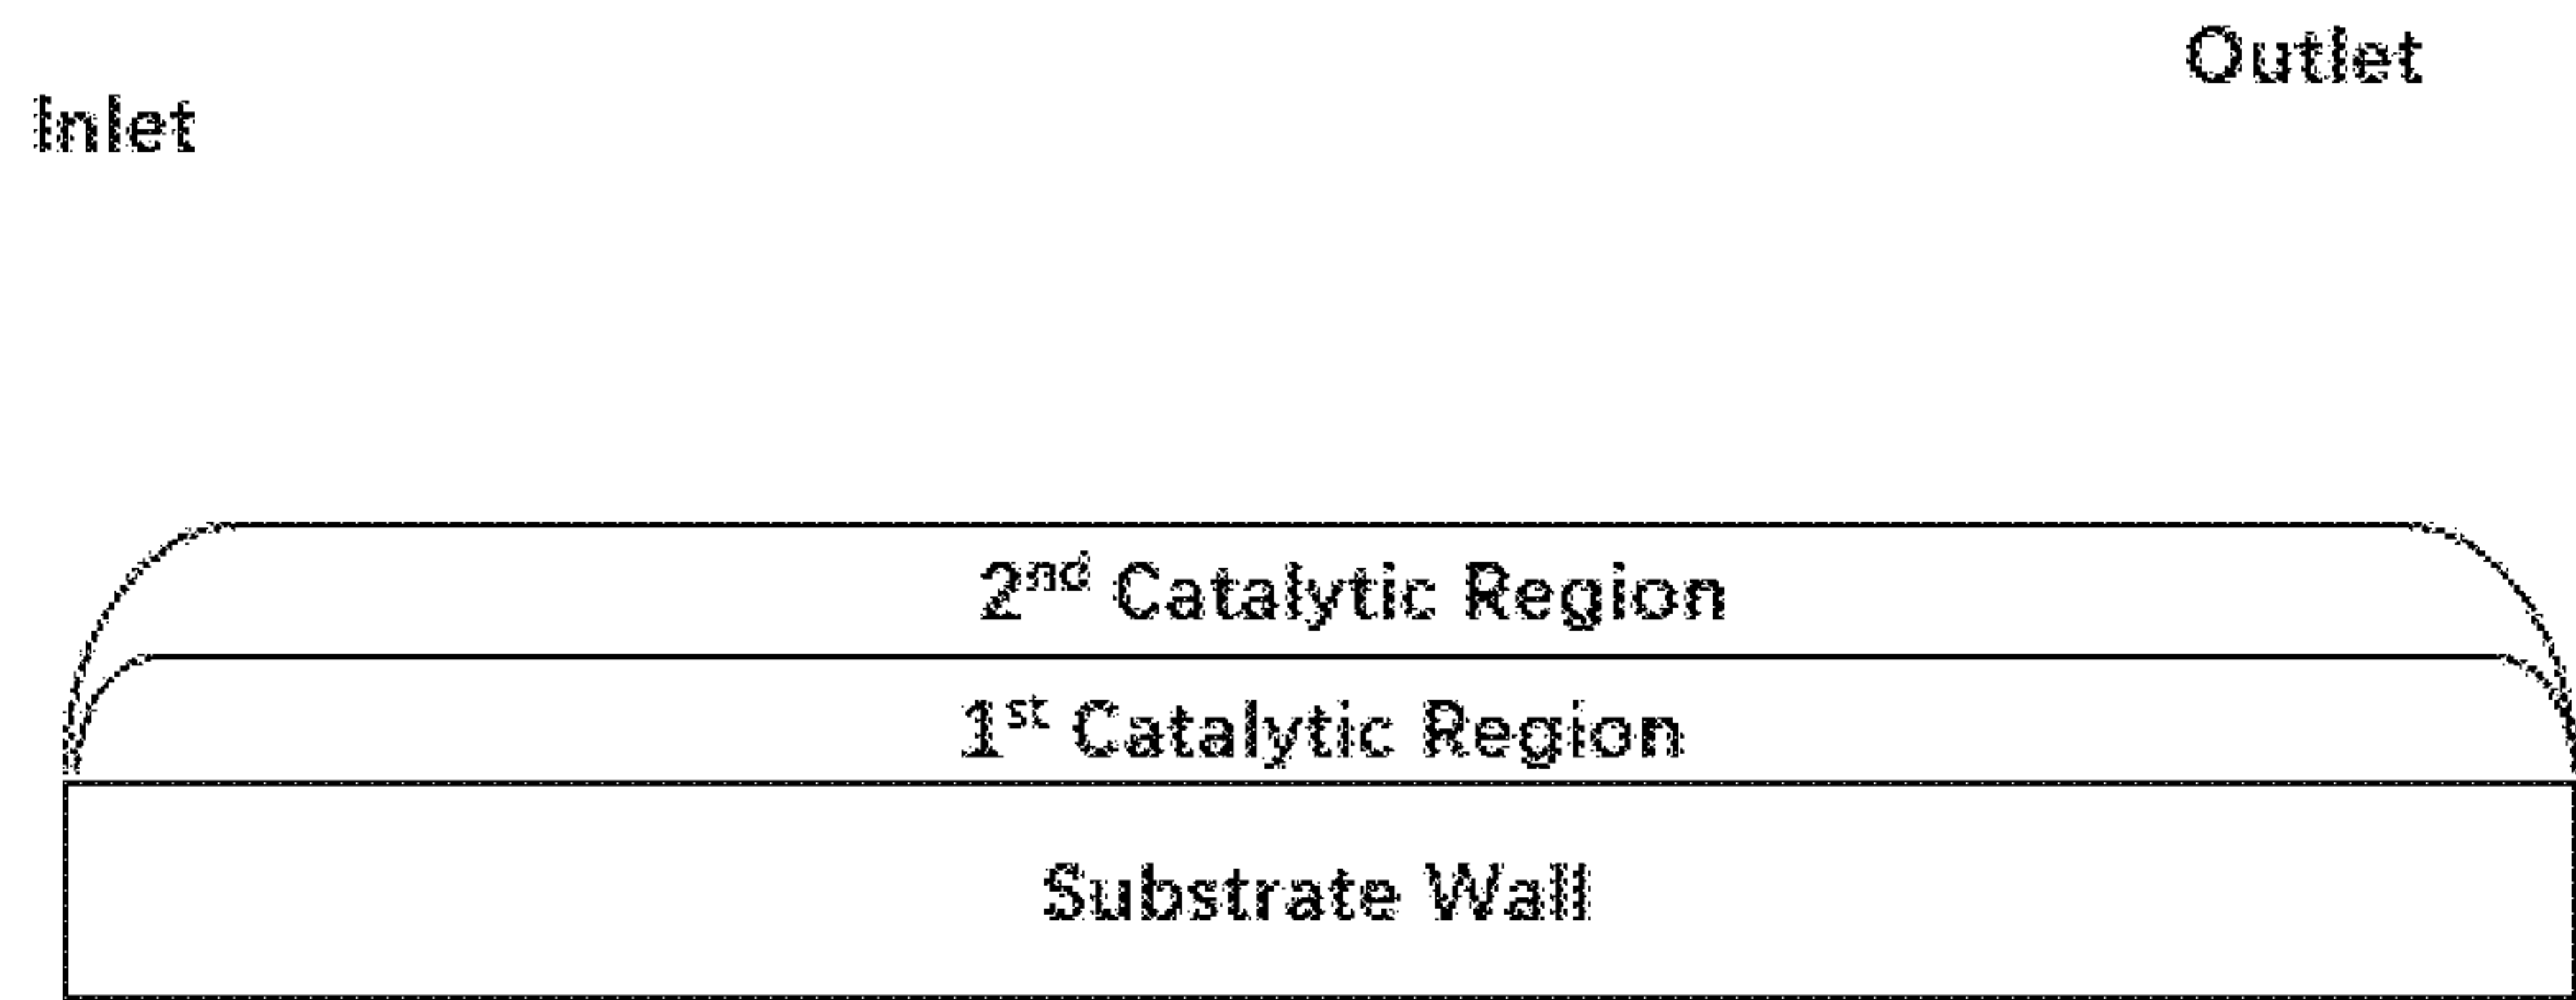 Outlet
Inlet
2nd Catalytic Region
1st Catalytic Region
Substrate Wall